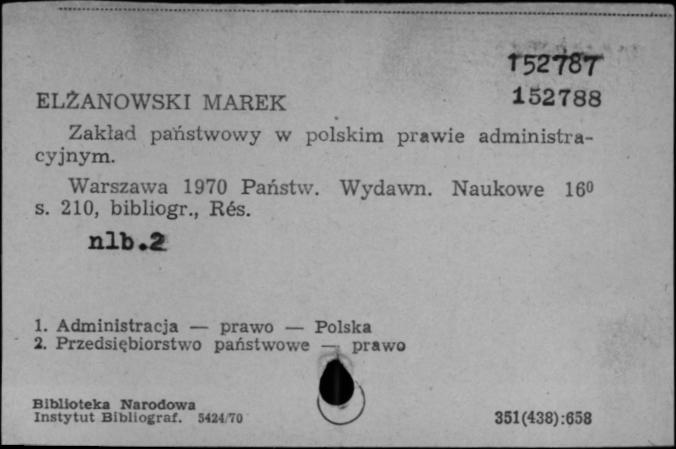 152787
ELŻANOWSKI MAREK 152788
Zakład państwowy w polskim prawie administra-
cyjnym.
Warszawa 1970 Państw. Wydawn. Naukowe 16⁰
s. 210, bibliogr., Rés.
nlb.2
1. Administracja — prawo — Polska
2. Przedsiębiorstwo państwowe — prawo
Biblioteka Narodowa
Instytut Bibliograf. 5424/70 351(438):658